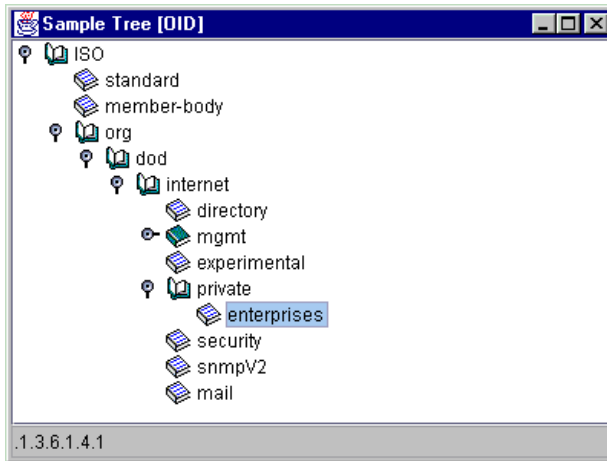 Sample Tree [OID]
ISO
standard
member-body
org
dod
internet
directory
mgmt
experimental
private
enterprises
security
snmpV2
mail
.1.3.6.1.4.1